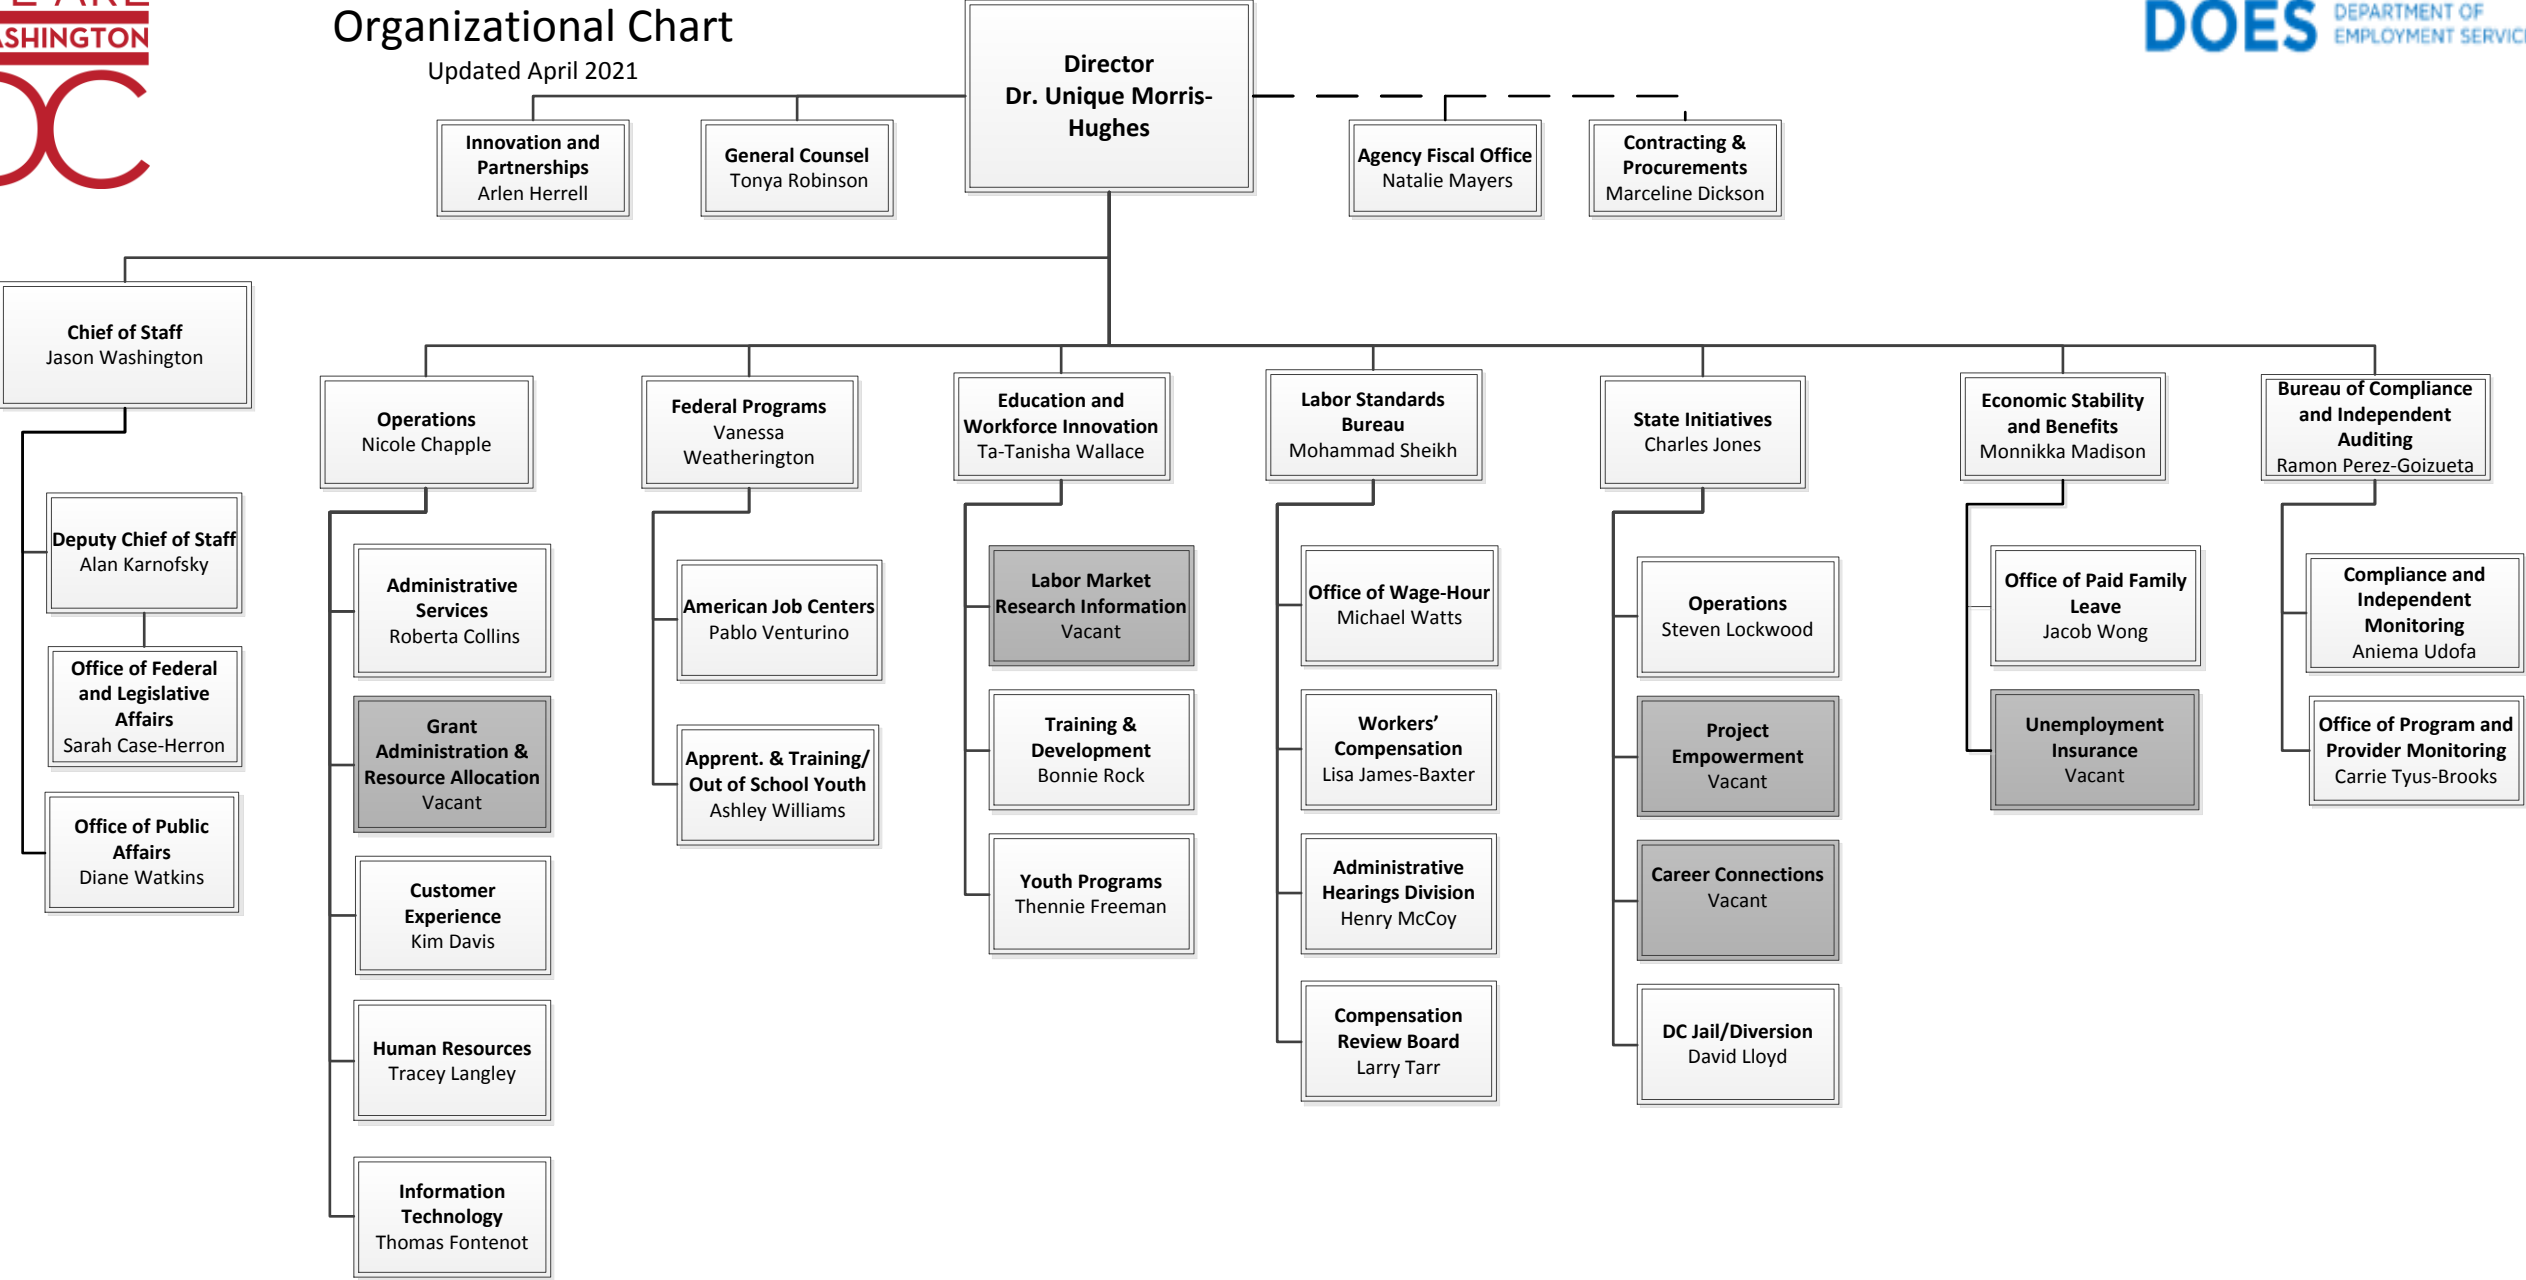 WASHINGTON
DC
Organizational Chart
Updated April 2021
DOES
DEPARTMENT OF
Director
Dr. Unique Morris-
Hughes
Innovation and
Partnerships
Arlen Herrell
General Counsel
Tonya Robinson
Agency Fiscal Office
Natalie Mayers
Contracting &
Procurements
Marceline Dickson
Chief of Staff
Jason Washington
Deputy Chief of Staff
Alan Karnofsky
Office of Federal
and Legislative
Affairs
Sarah Case-Herron
Office of Public
Affairs
Diane Watkins
Operations
Nicole Chapple
Administrative
Services
Roberta Collins
Grant
Administration &
Resource Allocation
Vacant
Customer
Experience
Kim Davis
Human Resources
Tracey Langley
Information
Technology
Thomas Fontenot
Federal Programs
Vanessa
Weatherington
American Job Centers
Pablo Venturino
Apprent. & Training/
Out of School Youth
Ashley Williams
Education and
Workforce Innovation
Ta-Tanisha Wallace
Labor Market
Research Information
Vacant
Training &
Development
Bonnie Rock
Youth Programs
Thennie Freeman
Labor Standards
Bureau
Mohammad Sheikh
Office of Wage-Hour
Michael Watts
Workers’
Compensation
Lisa James-Baxter
Administrative
Hearings Division
Henry McCoy
Compensation
Review Board
Larry Tarr
State Initiatives
Charles Jones
Operations
Steven Lockwood
Project
Empowerment
Vacant
Career Connections
Vacant
DC Jail/Diversion
David Lloyd
Economic Stability
and Benefits
Monnikka Madison
Office of Paid Family
Leave
Jacob Wong
Unemployment
Insurance
Vacant
Bureau of Compliance
and Independent
Auditing
Ramon Perez-Goizueta
Compliance and
Independent
Monitoring
Aniema Udofa
Office of Program and
Provider Monitoring
Carrie Tyus-Brooks